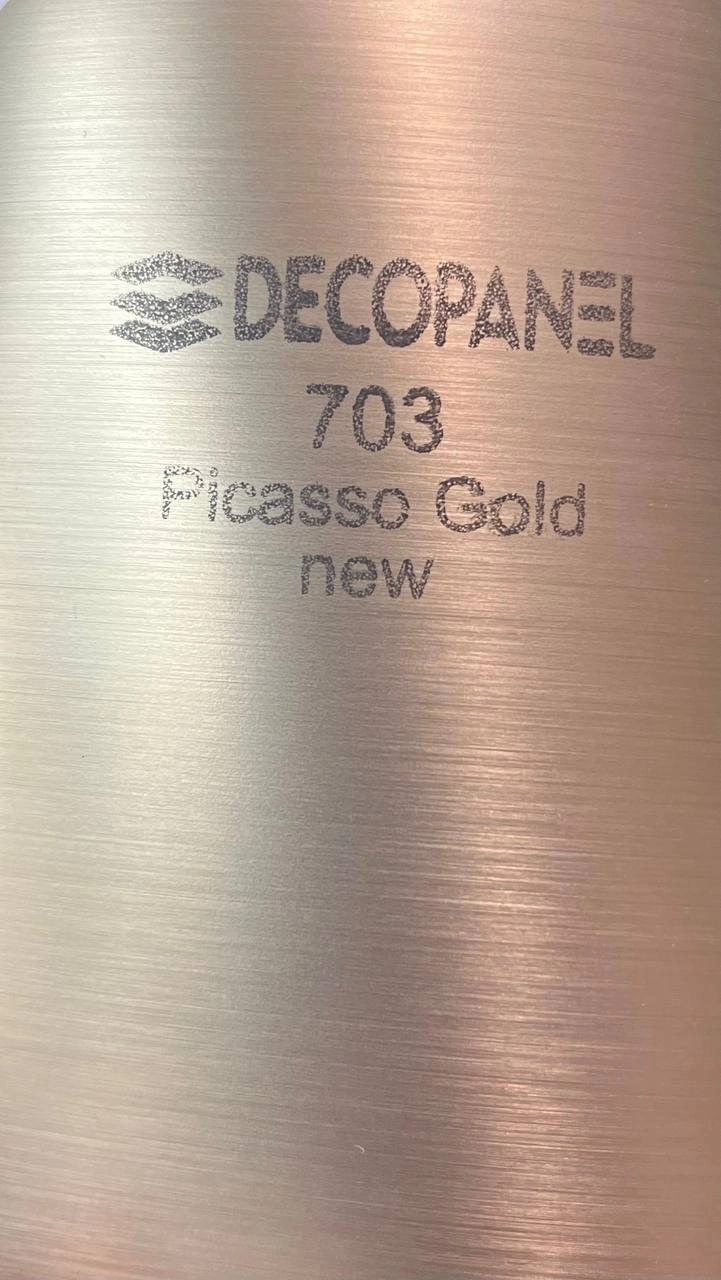 DECOPANEL
703
Picasso Gold
new